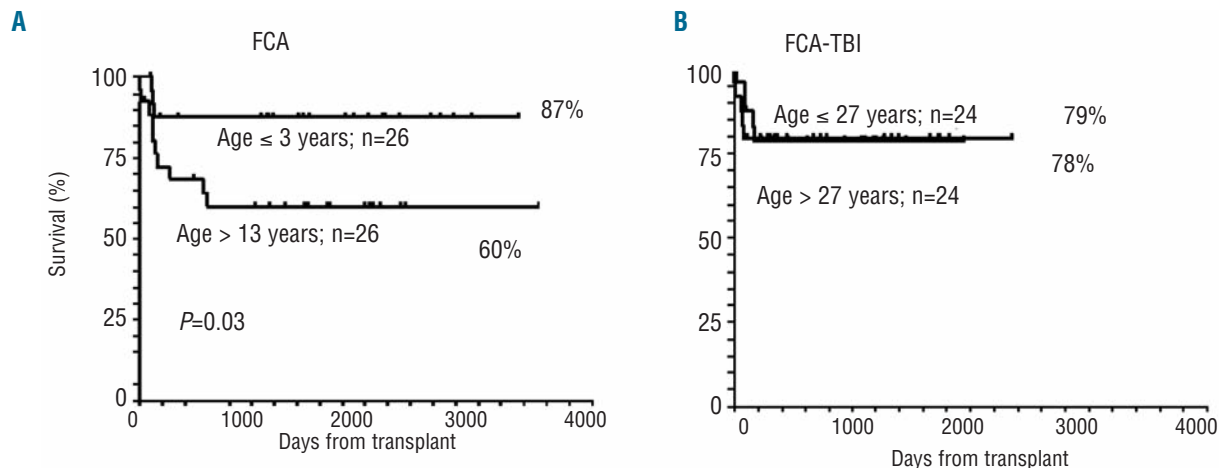 A
FCA
100
87%
Age ≤ 3 years; n=26
75
Survival (%)
Age > 13 years; n=26
50
60%
25
P=0.03
0
0 1000 2000 3000 4000
Days from transplant
B
FCA-TBI
100
Age ≤ 27 years; n=24 79%
75
78%
Age > 27 years; n=24
50
25
0
0 1000 2000 3000 4000
Days from transplant